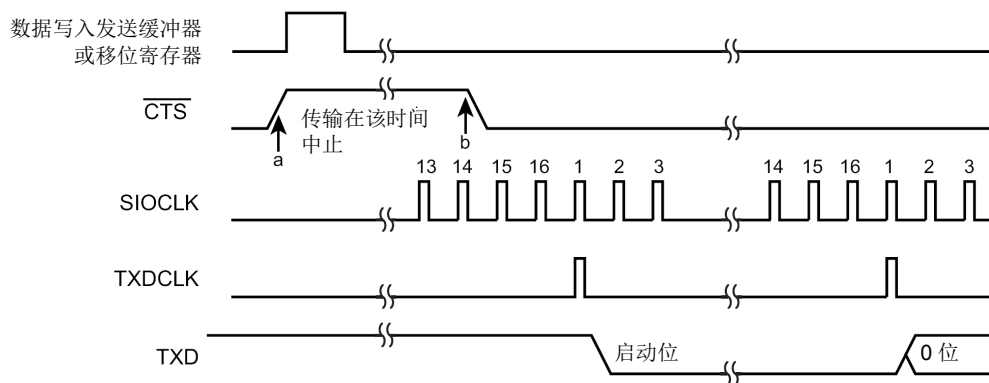 数据写入发送缓冲器
或移位寄存器
CTS
传输在该时间
中止
a
b
13 14 15 16 1 2 3 14 15 16 1 2 3
SIOCLK
TXDCLK
TXD
启动位
0 位